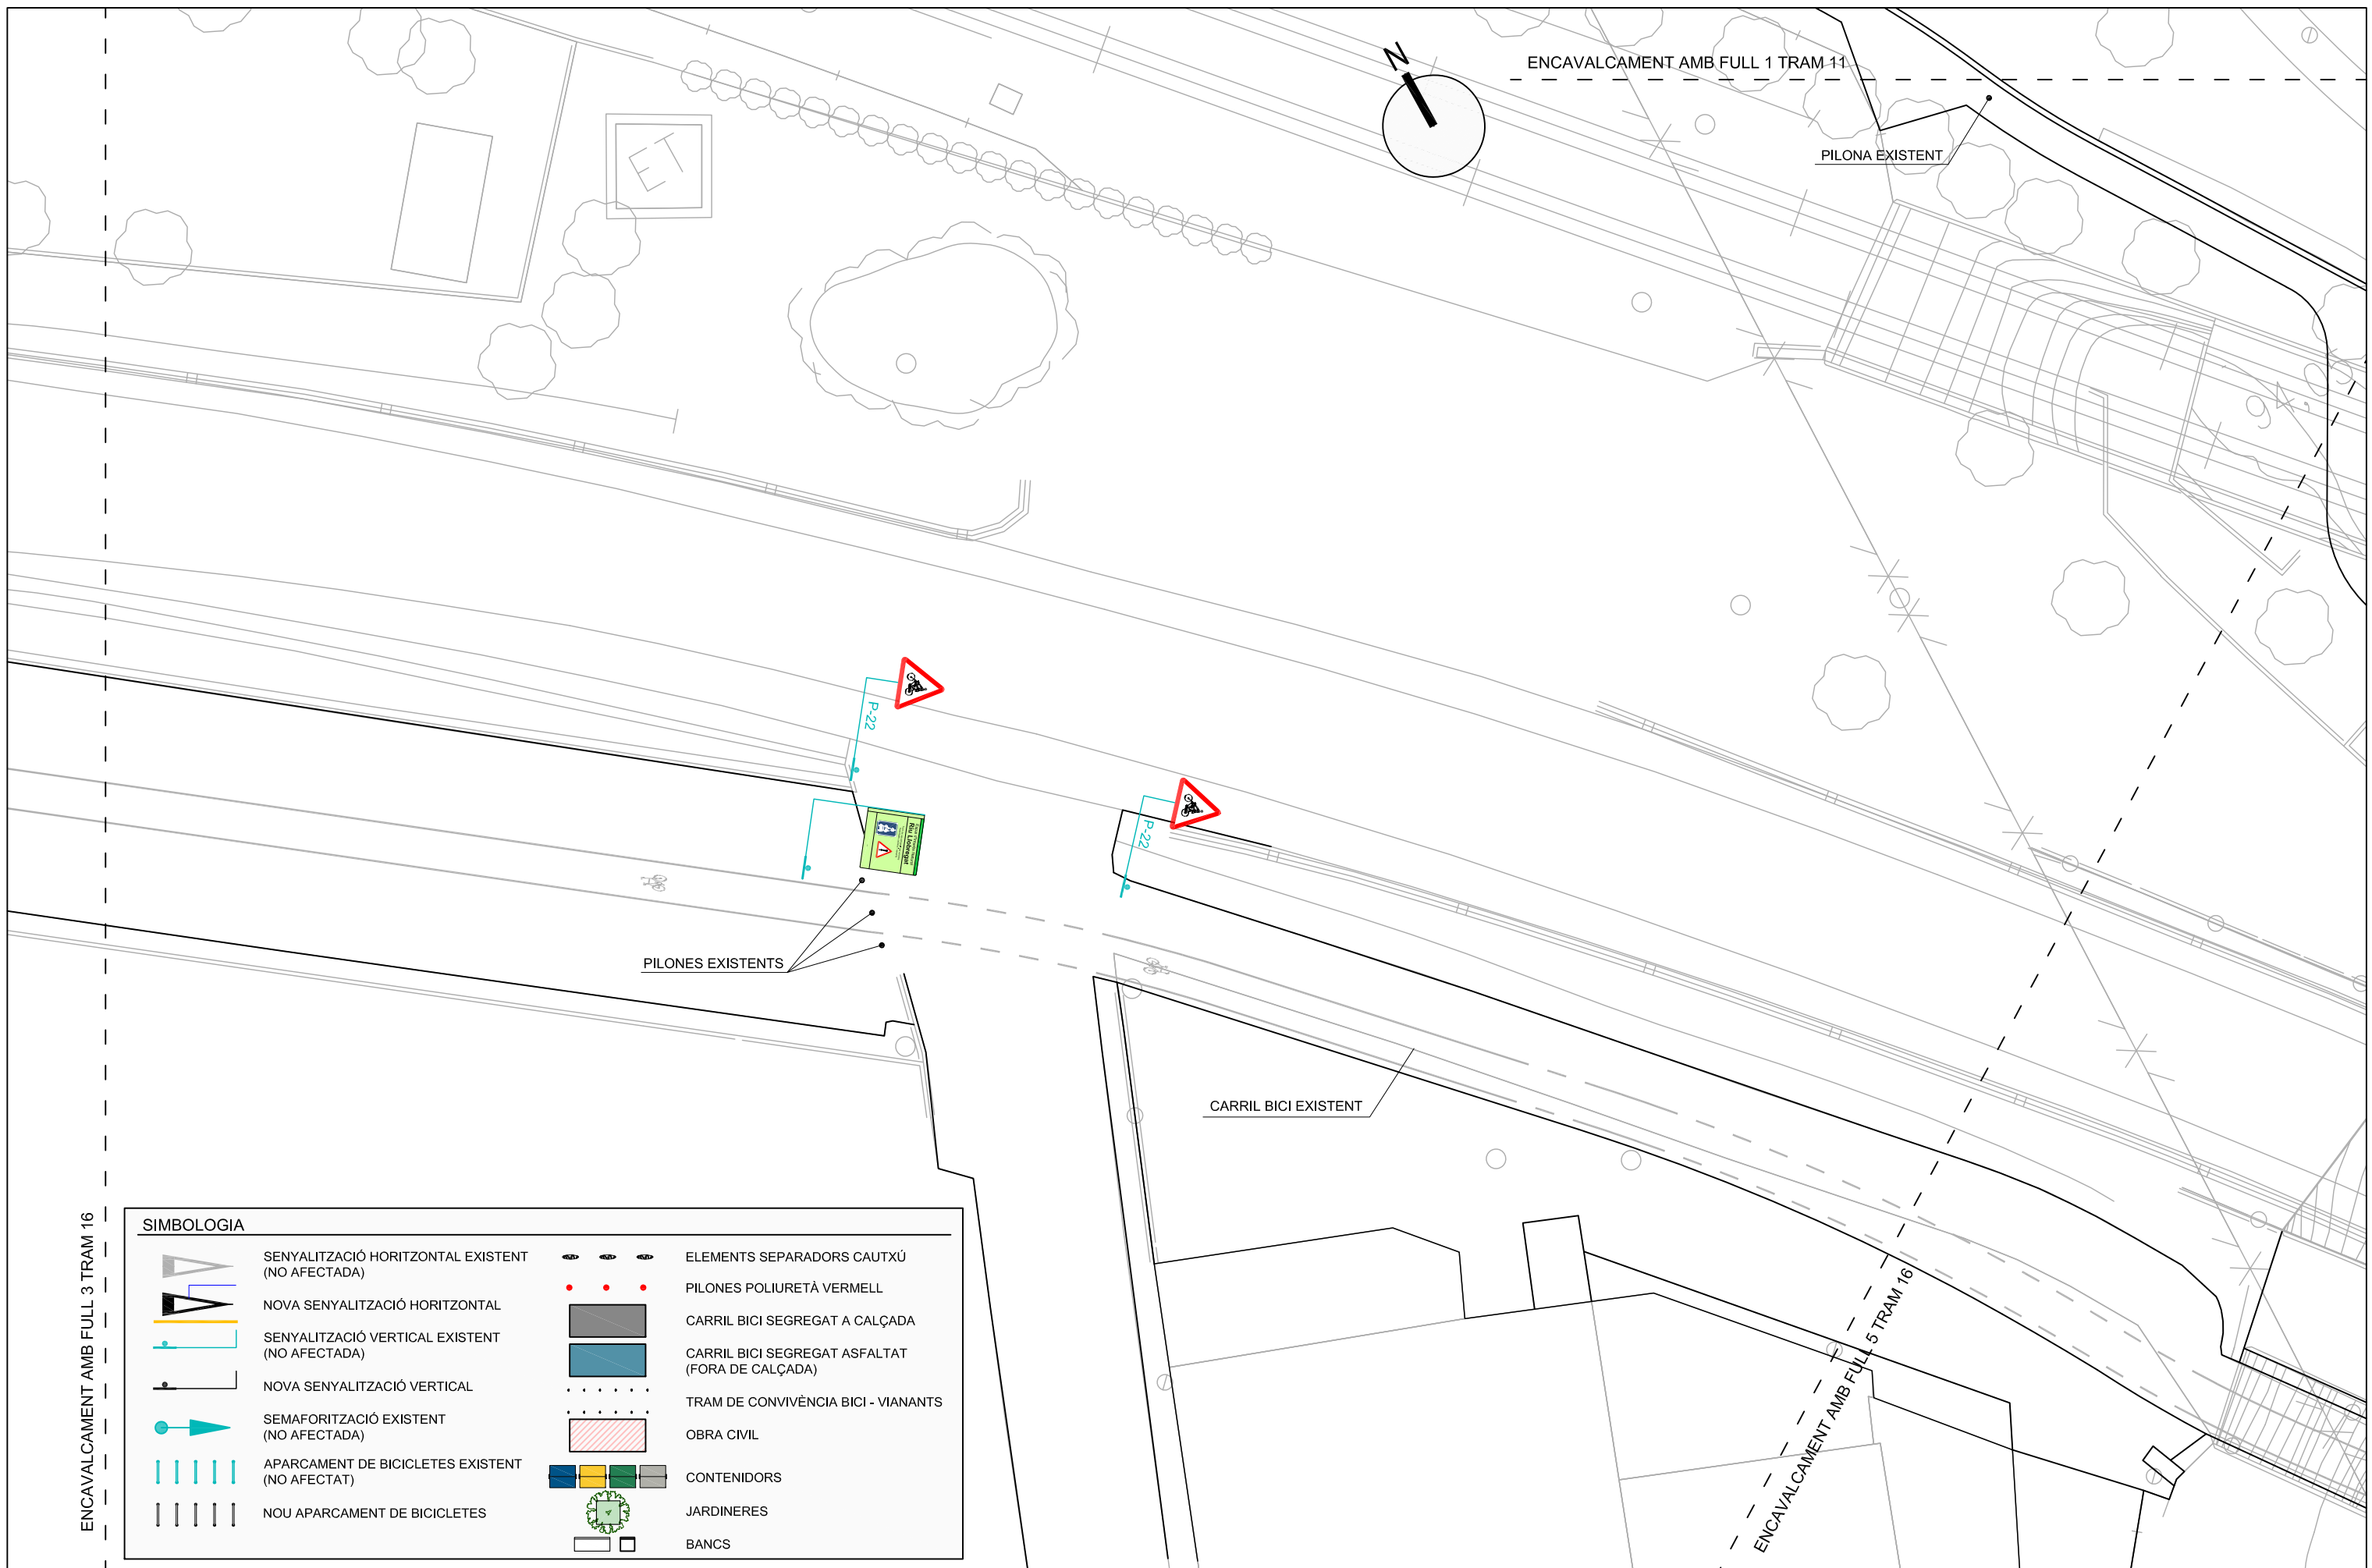 N
ENCAVALCAMENT AMB FULL 1 TRAM 11
PILONA EXISTENT
P-22
P-22
Riu Llobregat
PILONES EXISTENTS
CARRIL BICI EXISTENT
ENCAVALCAMENT AMB FULL 3 TRAM 16
ENCAVALCAMENT AMB FULL 5 TRAM 16
SIMBOLOGIA
SENYALITZACIÓ HORITZONTAL EXISTENT
(NO AFECTADA)
NOVA SENYALITZACIÓ HORITZONTAL
SENYALITZACIÓ VERTICAL EXISTENT
(NO AFECTADA)
NOVA SENYALITZACIÓ VERTICAL
SEMAFORITZACIÓ EXISTENT
(NO AFECTADA)
APARCAMENT DE BICICLETES EXISTENT
(NO AFECTAT)
NOU APARCAMENT DE BICICLETES
ELEMENTS SEPARADORS CAUTXÚ
PILONES POLIURETÀ VERMELL
CARRIL BICI SEGREGAT A CALÇADA
CARRIL BICI SEGREGAT ASFALTAT
(FORA DE CALÇADA)
TRAM DE CONVIVÈNCIA BICI - VIANANTS
OBRA CIVIL
CONTENIDORS
JARDINERES
BANCS